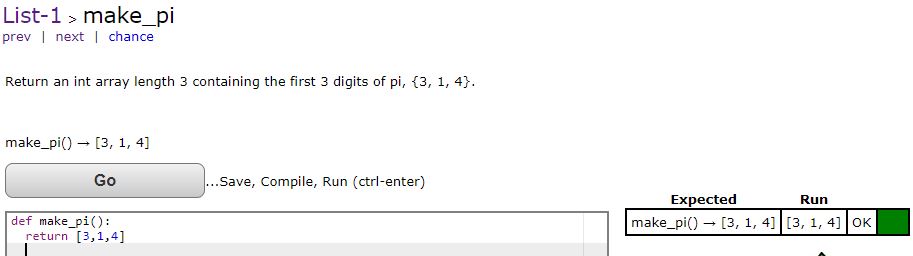 List-1 > make_pi
prev | next | chance
Return an int array length 3 containing the first 3 digits of pi, {3, 1, 4}.
make_pi() → [3, 1, 4]
Go ...Save, Compile, Run (ctrl-enter)
def make_pi():
  return [3,1,4]
Expected Run
make_pi() → [3, 1, 4] [3, 1, 4] OK